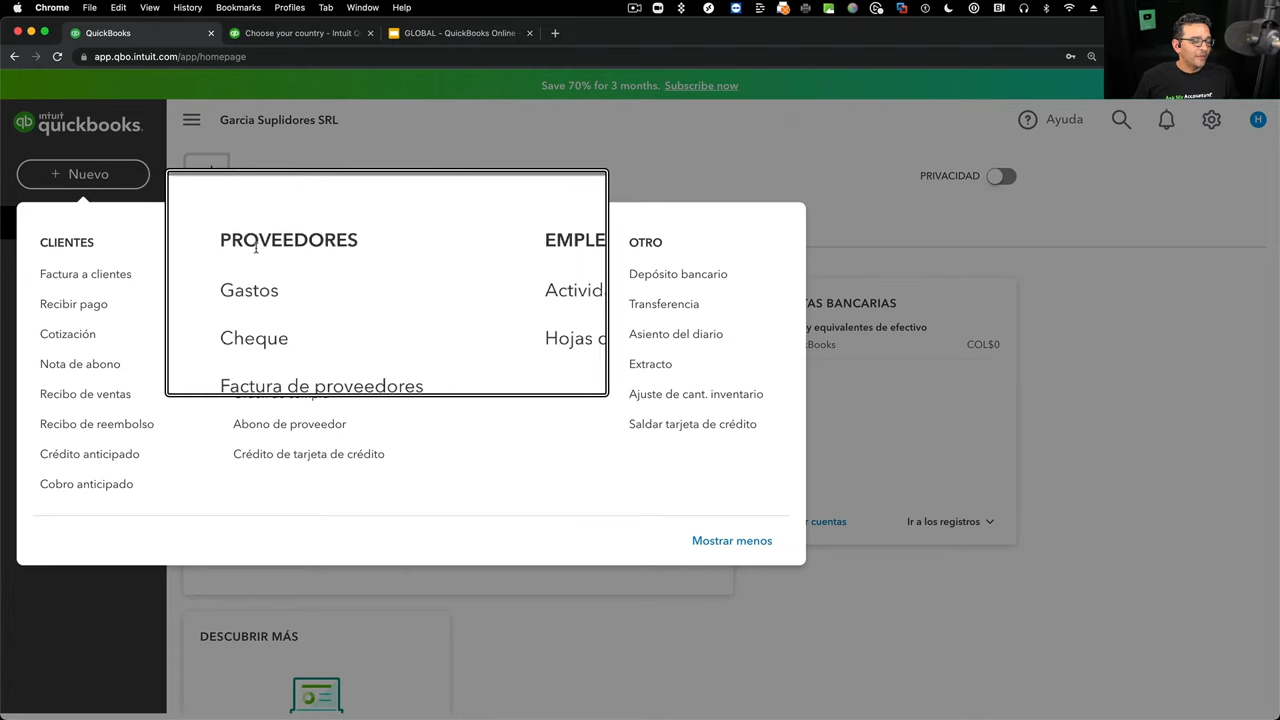 Chrome File Edit View History Bookmarks Profiles Tab Window Help
QuickBooks
Choose your country - Intuit Q
GLOBAL - QuickBooks Online -
app.qbo.intuit.com/app/homepage
Save 70% for 3 months. Subscribe now
intuit
quickbooks.
Garcia Suplidores SRL
Ayuda
H
+ Nuevo
PRIVACIDAD
CLIENTES
Factura a clientes
Recibir pago
Cotización
Nota de abono
Recibo de ventas
Recibo de reembolso
Crédito anticipado
Cobro anticipado
PROVEEDORES
Gastos
Cheque
Factura de proveedores
Abono de proveedor
Crédito de tarjeta de crédito
EMPLE
Activida
Hojas
OTRO
Depósito bancario
Transferencia
Asiento del diario
Extracto
Ajuste de cant. inventario
Saldar tarjeta de crédito
Mostrar menos
TAS BANCARIAS
y equivalentes de efectivo
Books COL$0
r cuentas
Ir a los registros
DESCUBRIR MÁS
Ask My Accountant